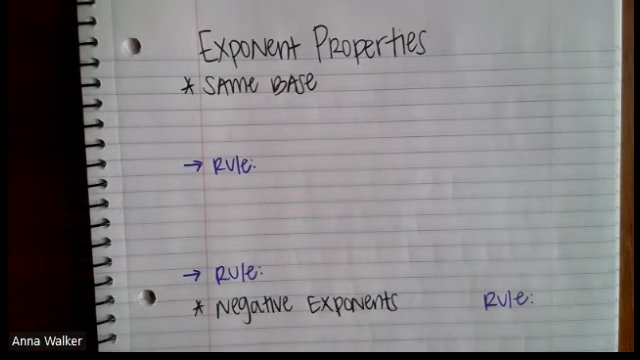 Exponent Properties
* SAME BASE
→ RULE:
→ RULE:
* Negative Exponents RULE:
Anna Walker